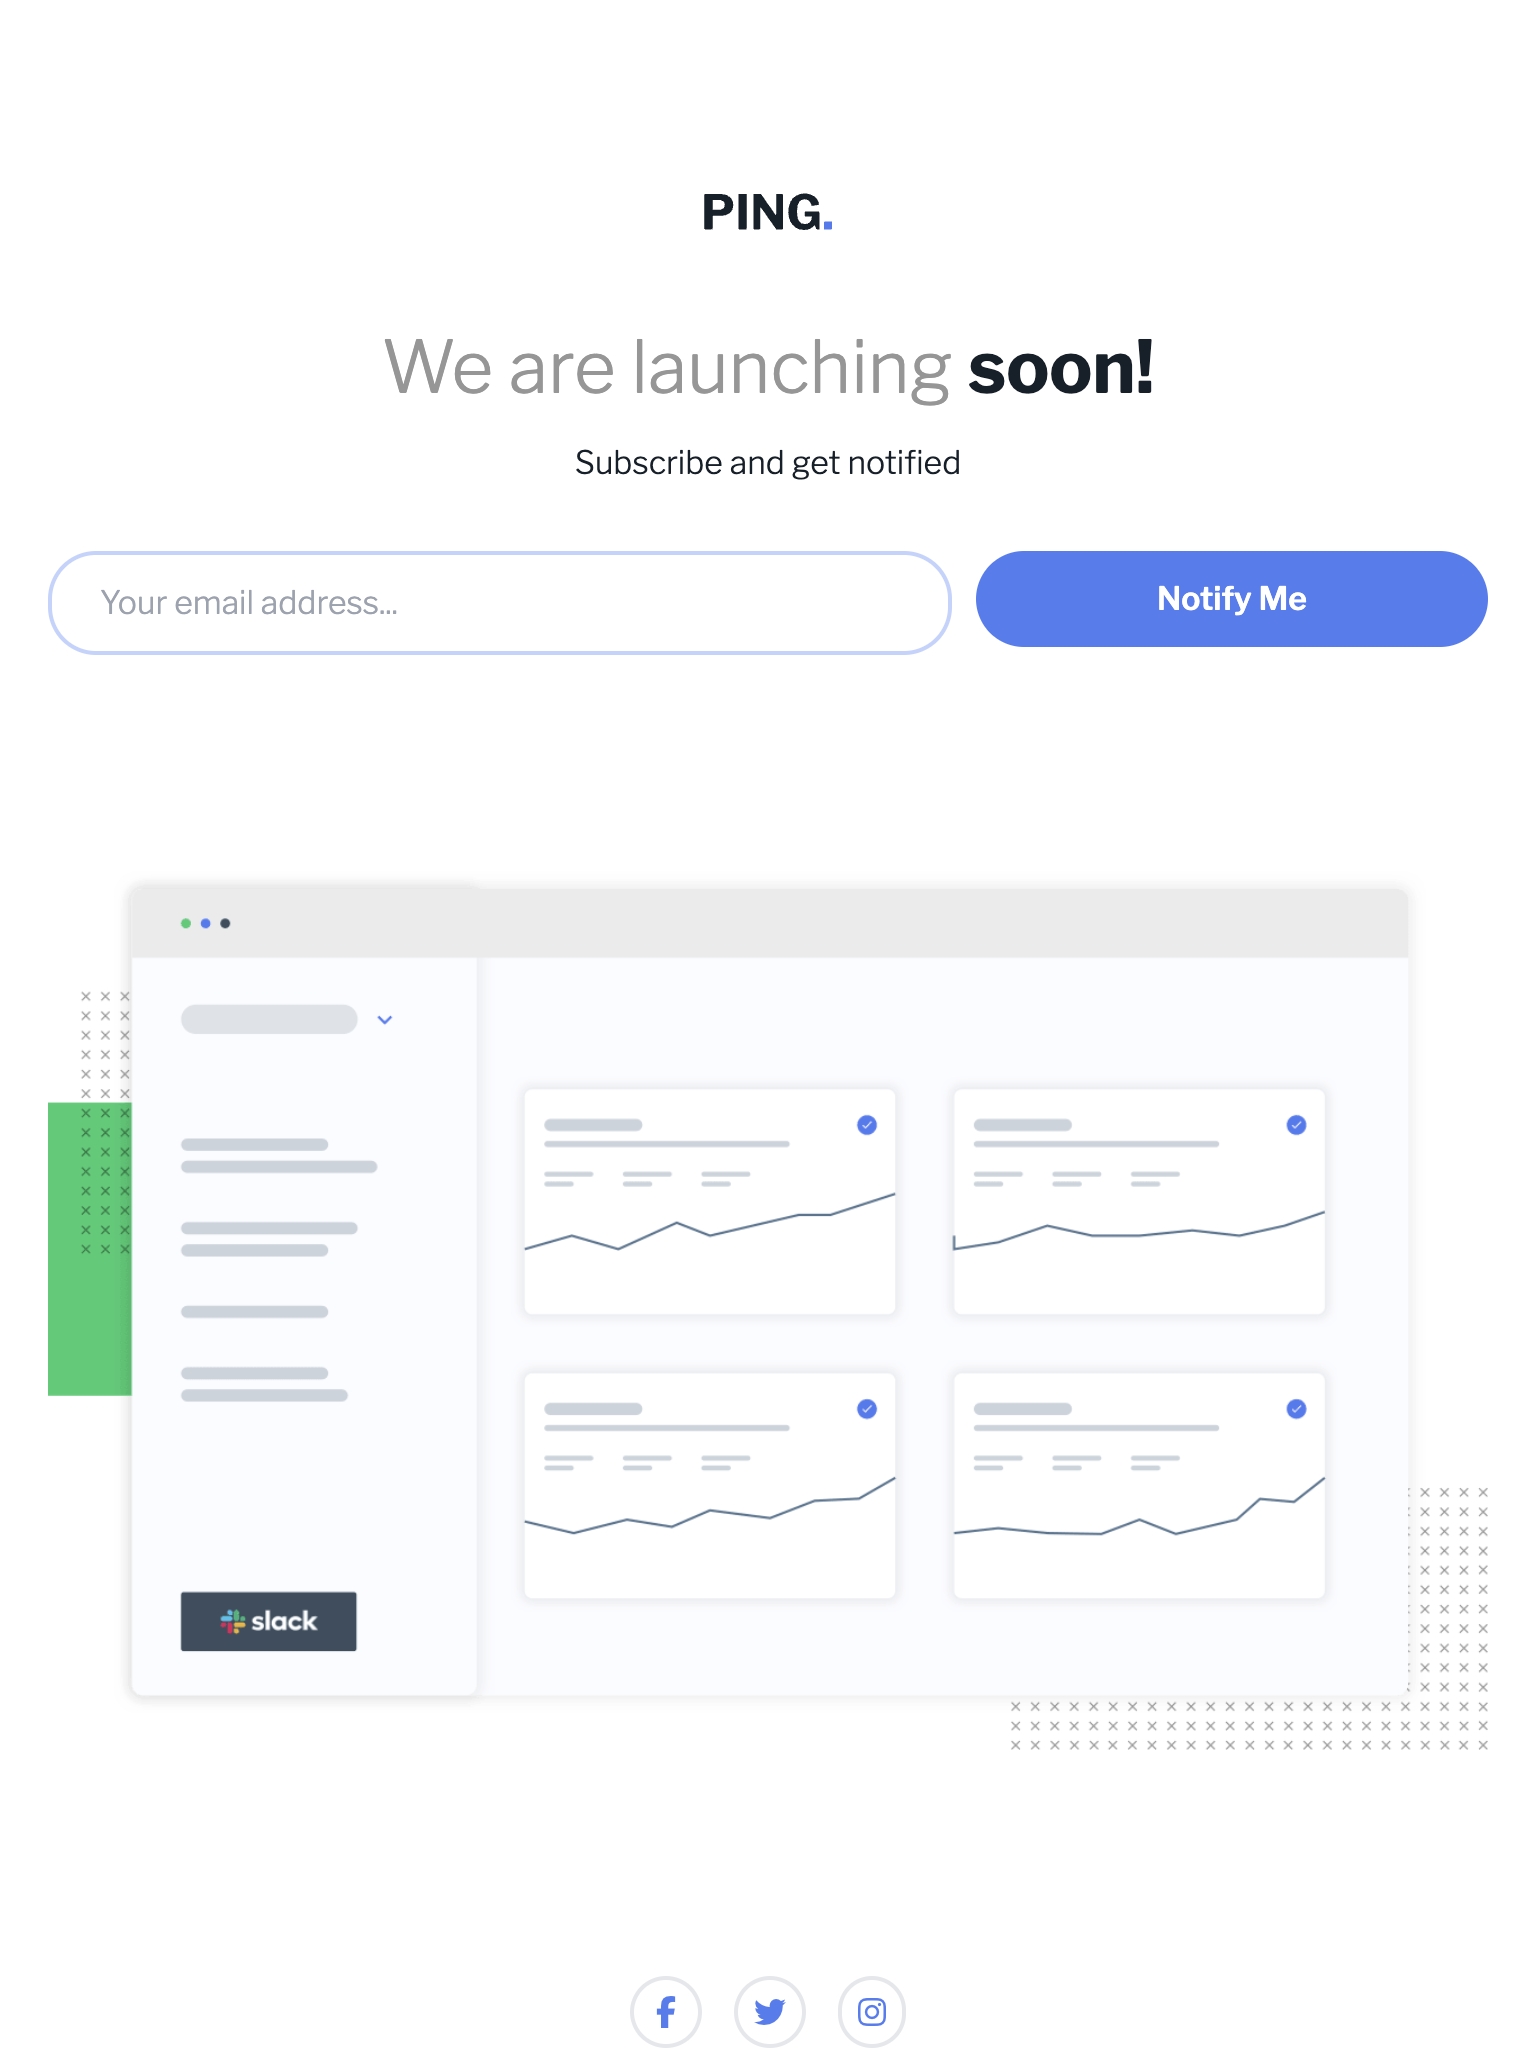 PING.
We are launching soon!
Subscribe and get notified
Your email address...
Notify Me
slack